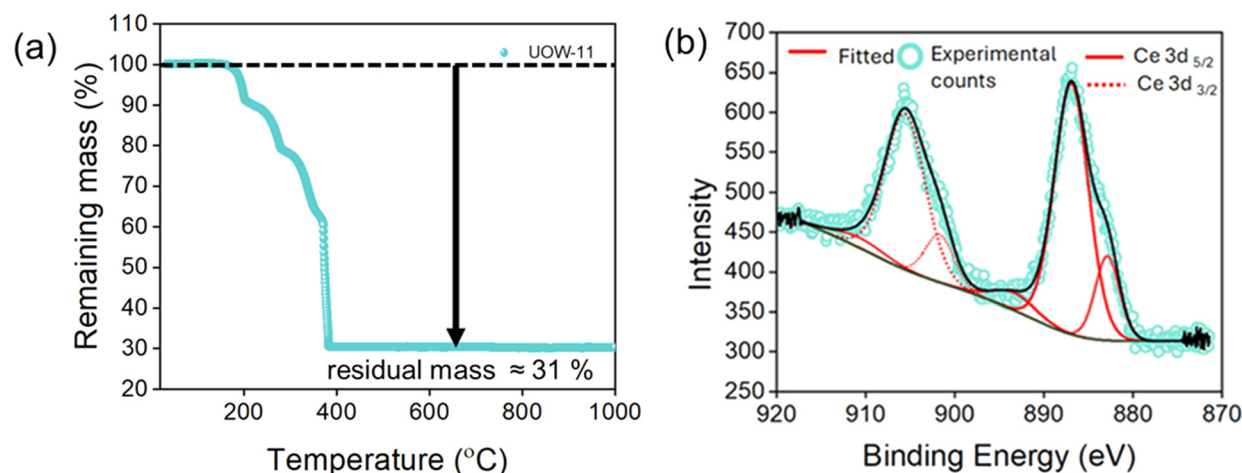 (a)
110
100
90
80
70
60
50
40
30
20
Remaining mass (%)
UOW-11
residual mass ≈ 31 %
200 400 600 800 1000
Temperature (°C)
(b)
700
650
600
550
500
450
400
350
300
250
Intensity
Fitted
Experimental
counts
Ce 3d 5/2
Ce 3d 3/2
920 910 900 890 880 870
Binding Energy (eV)